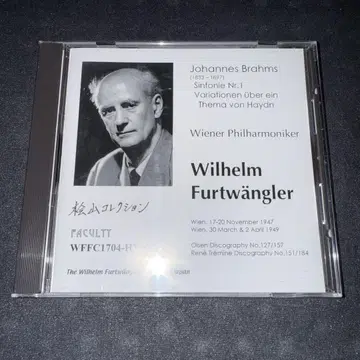 Johannes Brahms
(1833 - 1897)
Sinfonie Nr.1
Variationen über ein
Thema von Haydn
Wiener Philharmoniker
Wilhelm
Furtwängler
Wien, 17-20 November 1947
Wien, 30 March & 2 April 1949
Olsen Discography No.127/157
René Trémine Discography No.151/184
桧山コレクション
FACULTY
WFFC1704-H
The Wilhelm Furtwängler